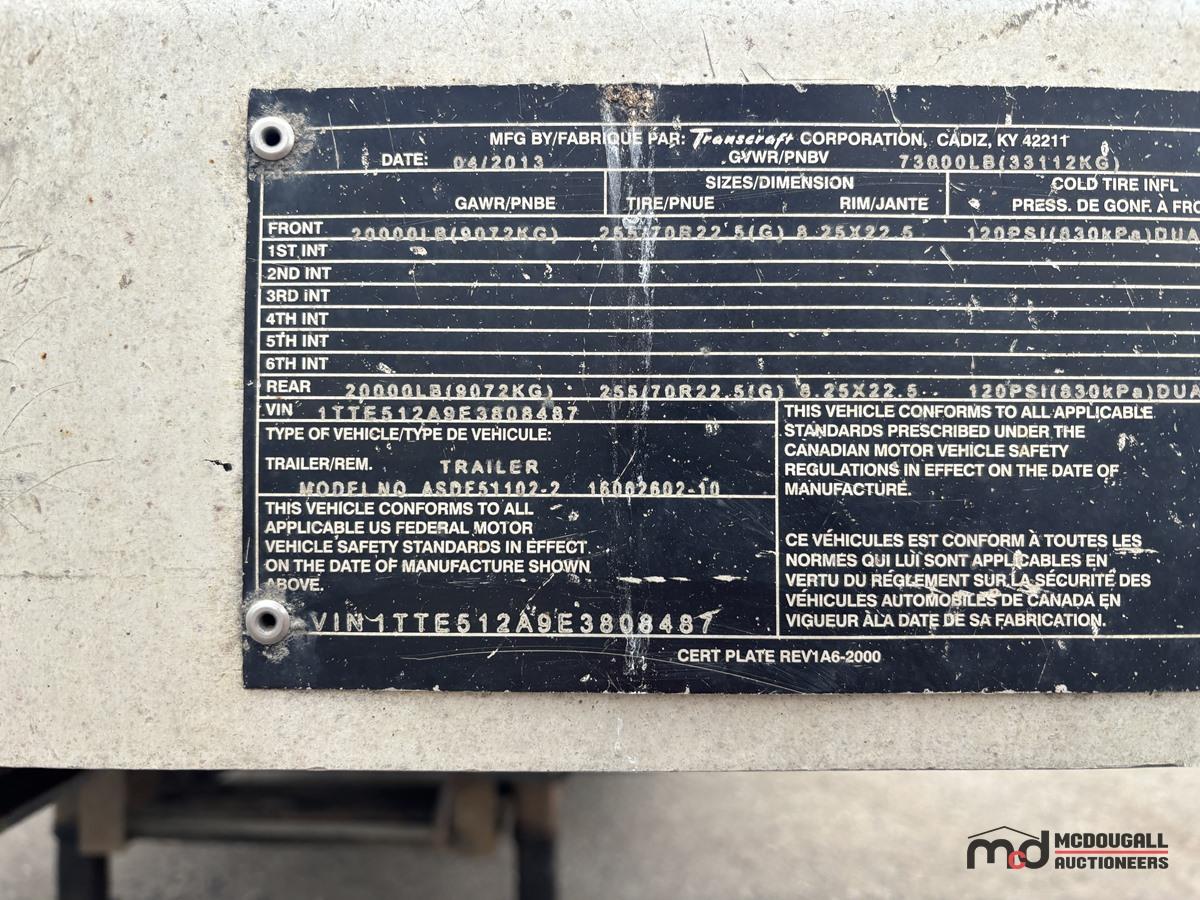 MFG BY/FABRIQUE PAR: Transcraft CORPORATION, CADIZ, KY 42211
DATE: 04/2013 GVWR/PNBV 73000LB(33112KG)
SIZES/DIMENSION COLD TIRE INFL
GAWR/PNBE TIRE/PNUE RIM/JANTE PRESS. DE GONF. À FRO
FRONT 20000LB(9072KG) 255/70R22.5(G) 8.25X22.5 120PSI(830kPa)DUA
1ST INT
2ND INT
3RD INT
4TH INT
5TH INT
6TH INT
REAR 20000LB(9072KG) 255/70R22.5(G) 8.25X22.5 120PSI(830kPa)DUA
VIN 1TTE512A9E3808487
TYPE OF VEHICLE/TYPE DE VEHICULE:
TRAILER/REM. TRAILER
MODEL NO 16002602-10
THIS VEHICLE CONFORMS TO ALL
APPLICABLE US FEDERAL MOTOR
VEHICLE SAFETY STANDARDS IN EFFECT
ON THE DATE OF MANUFACTURE SHOWN
ABOVE.
VIN 1TTE512A9E3808487
THIS VEHICLE CONFORMS TO ALL APPLICABLE
STANDARDS PRESCRIBED UNDER THE
CANADIAN MOTOR VEHICLE SAFETY
REGULATIONS IN EFFECT ON THE DATE OF
MANUFACTURE.
CE VÉHICULES EST CONFORM À TOUTES LES
NORMES QUI LUI SONT APPLICABLES EN
VERTU DU RÉGLEMENT SUR LA SÉCURITÉ DES
VÉHICULES AUTOMOBILES DE CANADA EN
VIGUEUR ÀLA DATE DE SA FABRICATION.
CERT PLATE REV1A6-2000
mcd MCDOUGALL
AUCTIONEERS